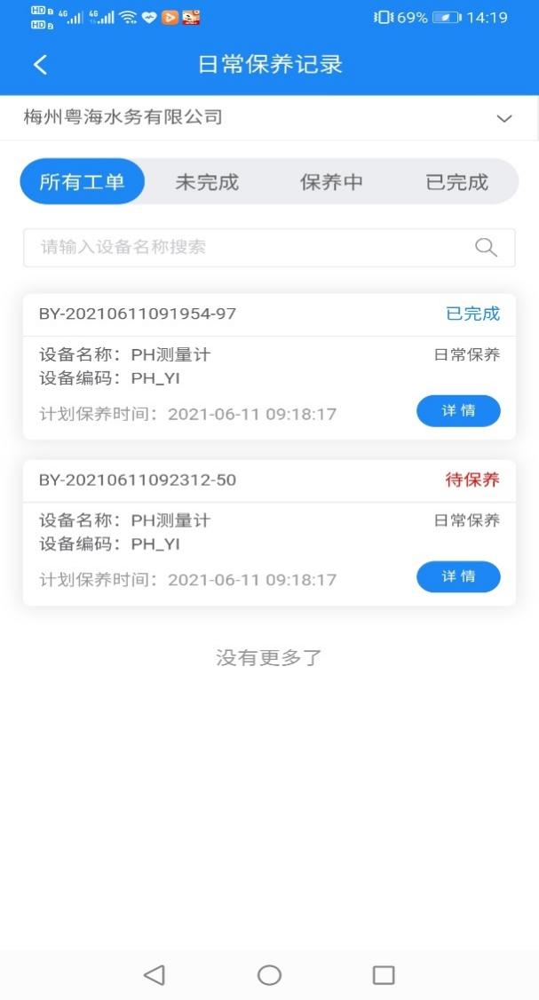 HD 1 4G 4G 69% 14:19
HD 2
日常保养记录
梅州粤海水务有限公司
所有工单 未完成 保养中 已完成
请输入设备名称搜索
BY-20210611091954-97 已完成
设备名称：PH测量计 日常保养
设备编码：PH_YI
计划保养时间：2021-06-11 09:18:17 详情
BY-20210611092312-50 待保养
设备名称：PH测量计 日常保养
设备编码：PH_YI
计划保养时间：2021-06-11 09:18:17 详情
没有更多了